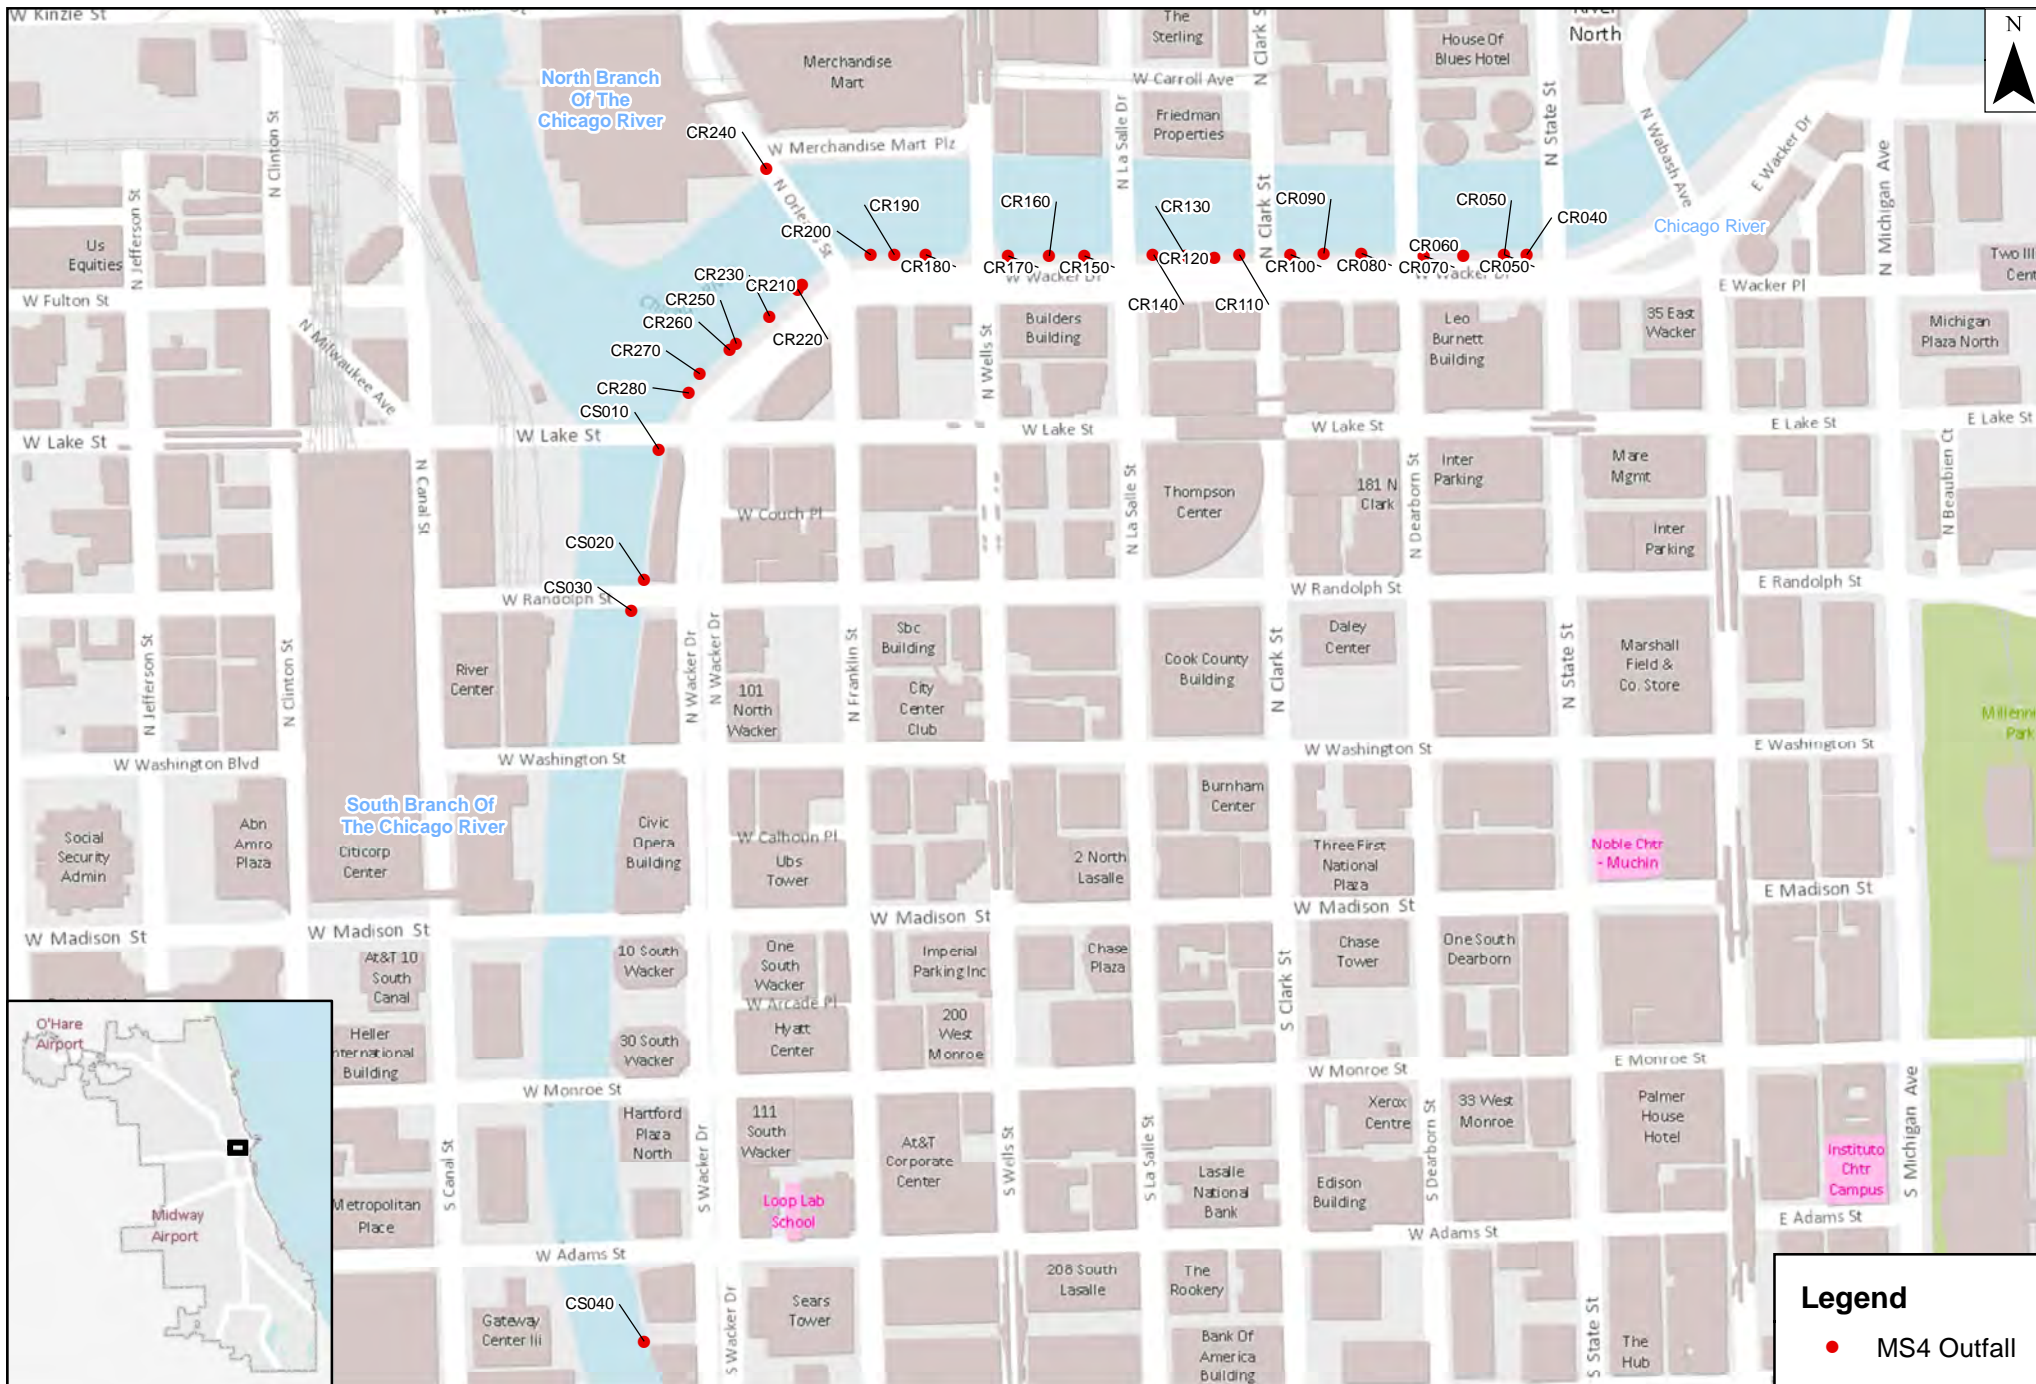 W Kinzie St
The
Sterling
River
North
N
House Of
Blues Hotel
Merchandise
Mart
North Branch
Of The
Chicago River
W Carroll Ave
N Clark St
N State St
N La Salle Dr
Friedman
Properties
N Wabash Ave
E Wacker Dr
N Michigan Ave
N Clinton St
N Jefferson St
CR240
W Merchandise Mart Plz
N Orleans St
CR190
CR160
CR130
CR090
CR050
CR040
Chicago River
CR200
CR180
CR170
CR150
CR120
N Clark St
CR100
CR080
CR060
CR070
CR050
W Wacker Dr
W Wacker Dr
Us
Equities
Two Ill
Cent
W Fulton St
CR230
CR210
CR250
CR260
CR220
CR270
CR280
CS010
CR140
CR110
E Wacker Pl
Builders
Building
Leo
Burnett
Building
35 East
Wacker
Michigan
Plaza North
N Milwaukee Ave
N Wells St
W Lake St
W Lake St
W Lake St
W Lake St
E Lake St
E Lake St
N Canal St
N La Salle St
Thompson
Center
181 N
Clark
N Dearborn St
Inter
Parking
Mare
Mgmt
Inter
Parking
N Beaubien Ct
W Couch Pl
CS020
CS030
W Randolph St
W Randolph St
E Randolph St
N Jefferson St
N Clinton St
River
Center
N Wacker Dr
N Wacker Dr
101
North
Wacker
N Franklin St
Sbc
Building
City
Center
Club
Cook County
Building
N Clark St
Daley
Center
N State St
Marshall
Field &
Co. Store
Millenni
Park
W Washington Blvd
W Washington St
W Washington St
E Washington St
South Branch Of
The Chicago River
Social
Security
Admin
Abn
Amro
Plaza
Citicorp
Center
Civic
Opera
Building
W Calhoun Pl
Ubs
Tower
2 North
Lasalle
Burnham
Center
Three First
National
Plaza
Noble Chtr
- Muchin
W Madison St
W Madison St
W Madison St
W Madison St
E Madison St
At&T 10
South
Canal
10 South
Wacker
One
South
Wacker
W Arcade Pl
Imperial
Parking Inc
Chase
Plaza
S Clark St
Chase
Tower
One South
Dearborn
Heller
nternational
Building
30 South
Wacker
Hyatt
Center
200
West
Monroe
W Monroe St
W Monroe St
E Monroe St
O'Hare
Airport
Midway
Airport
S Canal St
Hartford
Plaza
North
S Wacker Dr
111
South
Wacker
At&T
Corporate
Center
S Wells St
S La Salle St
Lasalle
National
Bank
Xerox
Centre
S Dearborn St
33 West
Monroe
Palmer
House
Hotel
Instituto
Chtr
Campus
S Michigan Ave
Metropolitan
Place
Loop Lab
School
Edison
Building
W Adams St
W Adams St
E Adams St
CS040
Gateway
Center Iii
S Wacker Dr
Sears
Tower
208 South
Lasalle
The
Rookery
Bank Of
America
Building
S State St
The
Hub
Legend
MS4 Outfall